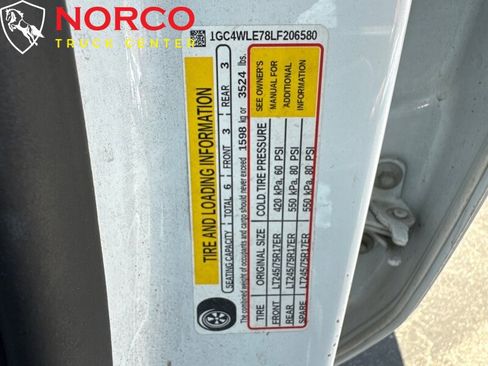 NORCO
TRUCK CENTER
1GC4WLE78LF206580
TIRE AND LOADING INFORMATION
SEATING CAPACITY TOTAL 6 FRONT 3 REAR 3
The combined weight of occupants and cargo should never exceed 1598 kg or 3524 lbs.
TIRE ORIGINAL SIZE COLD TIRE PRESSURE
FRONT LT245/75R17ER 420 kPa, 60 PSI
REAR LT245/75R17ER 550 kPa, 80 PSI
SPARE LT245/75R17ER 550 kPa, 80 PSI
SEE OWNER'S
MANUAL FOR
ADDITIONAL
INFORMATION